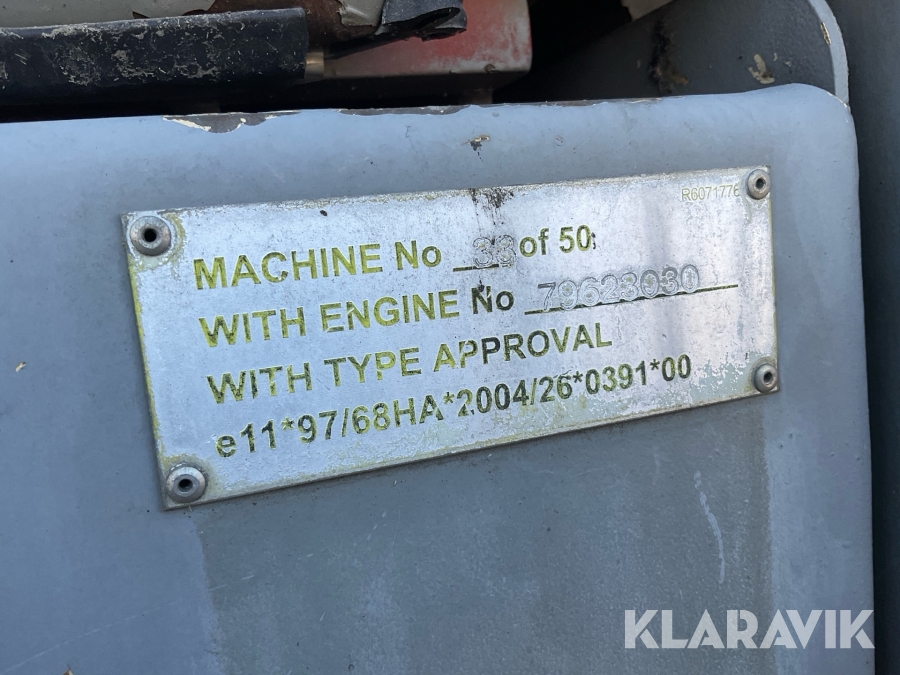 R6071776
MACHINE No 33 of 50
WITH ENGINE No 79623030
WITH TYPE APPROVAL
e11*97/68HA*2004/26*0391*00
KLARAVIK